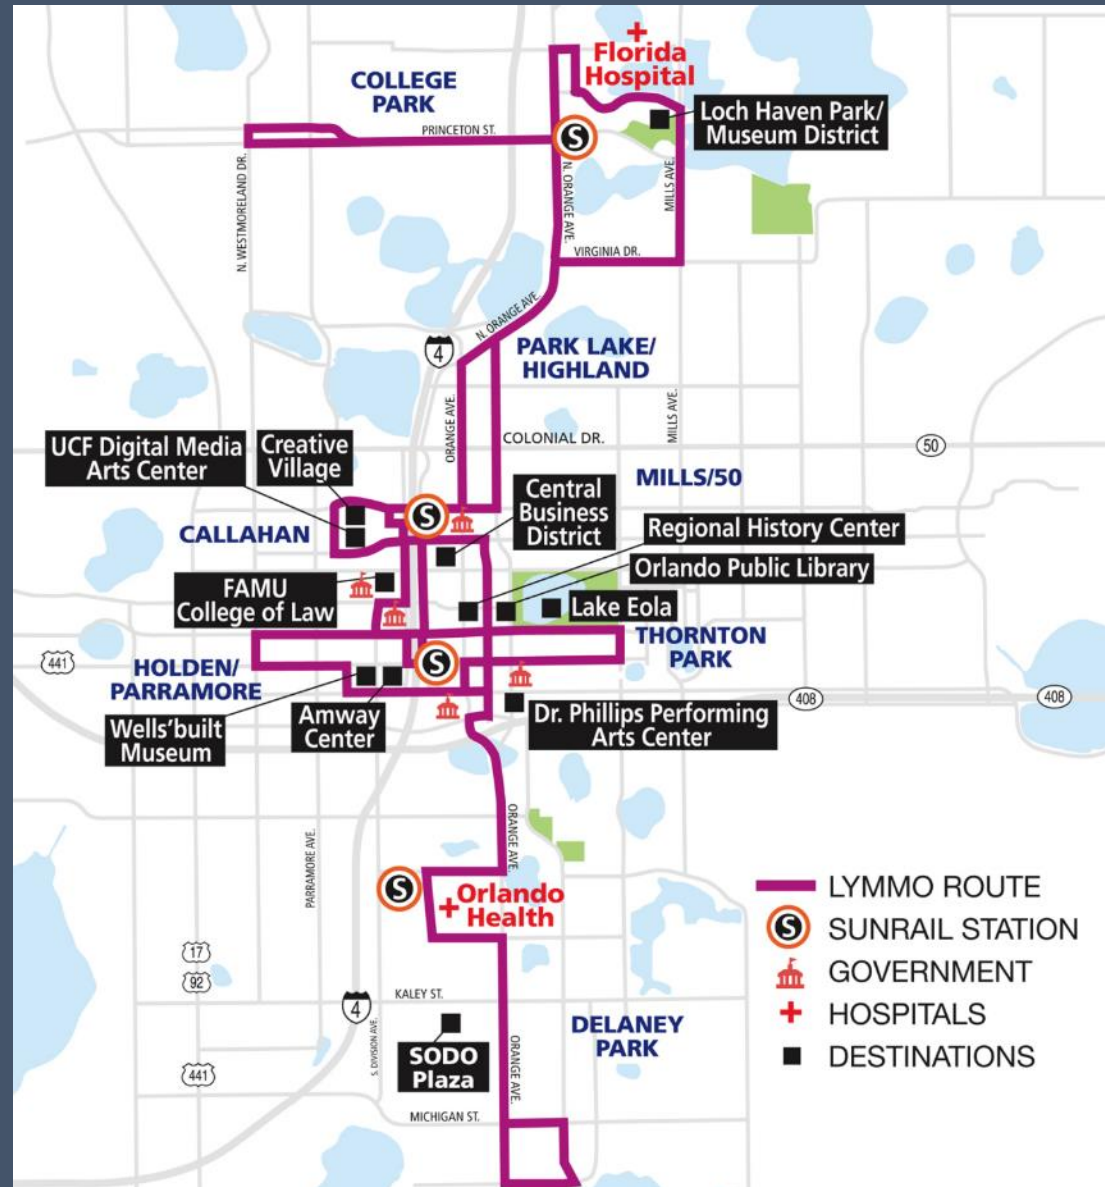 Florida
Hospital
COLLEGE
PARK
Loch Haven Park/
Museum District
PRINCETON ST.
S
N. WESTMORELAND DR.
N. ORANGE AVE.
MILLS AVE.
VIRGINIA DR.
N. ORANGE AVE.
4
PARK LAKE/
HIGHLAND
ORANGE AVE.
MILLS AVE.
COLONIAL DR.
50
UCF Digital Media
Arts Center
Creative
Village
MILLS/50
Central
Business
District
S
CALLAHAN
Regional History Center
Orlando Public Library
FAMU
College of Law
Lake Eola
THORNTON
PARK
441
HOLDEN/
PARRAMORE
S
408
408
Wells'built
Museum
Amway
Center
Dr. Phillips Performing
Arts Center
PARRAMORE AVE.
ORANGE AVE.
S
Orlando
Health
LYMMO ROUTE
S
SUNRAIL STATION
GOVERNMENT
HOSPITALS
DESTINATIONS
17
92
4
KALEY ST.
S. DIVISION AVE.
DELANEY
PARK
SODO
Plaza
ORANGE AVE.
441
MICHIGAN ST.